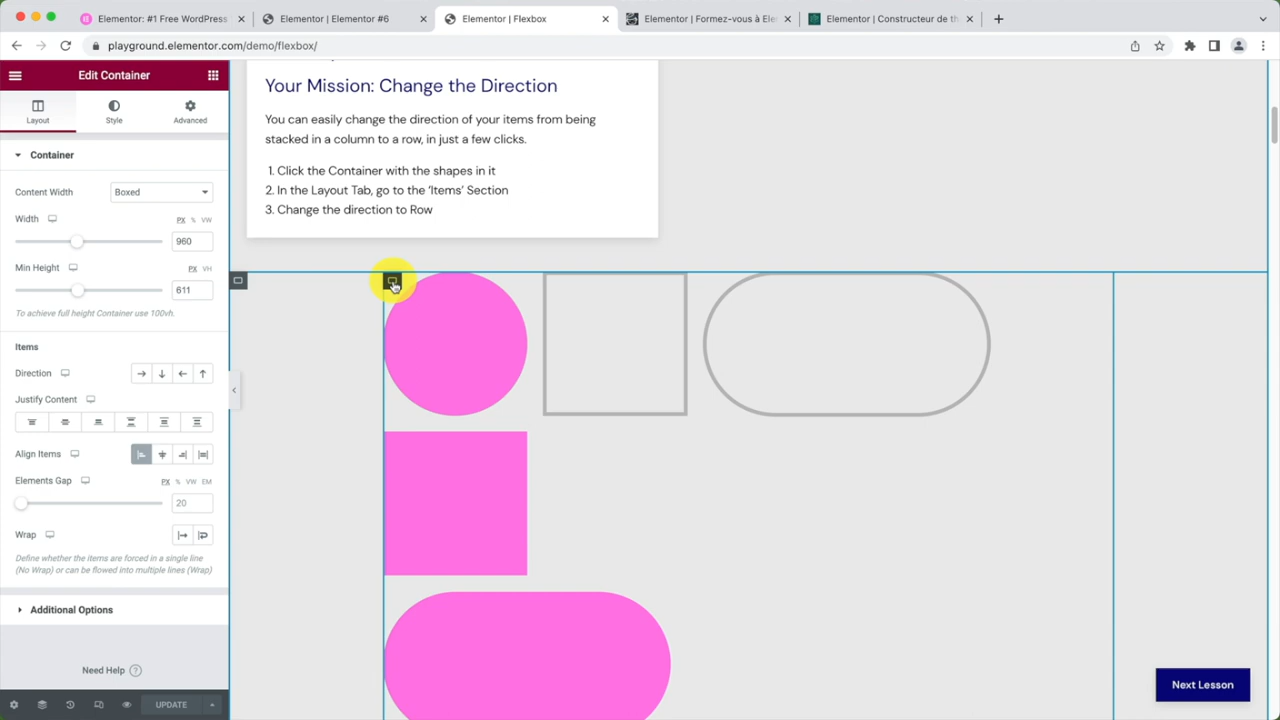 Elementor: #1 Free WordPress
Elementor | Elementor #6
Elementor | Flexbox
Elementor | Formez-vous à Ele
Elementor | Constructeur de th
playground.elementor.com/demo/flexbox/
Edit Container
Layout
Style
Advanced
Container
Content Width
Boxed
Width
PX % VW
960
Min Height
PX VH
611
To achieve full height Container use 100vh.
Items
Direction
Justify Content
Align Items
Elements Gap
PX % VW EM
20
Wrap
Define whether the items are forced in a single line
(No Wrap) or can be flowed into multiple lines (Wrap)
Additional Options
Need Help ?
UPDATE
Your Mission: Change the Direction
You can easily change the direction of your items from being
stacked in a column to a row, in just a few clicks.
1. Click the Container with the shapes in it
2. In the Layout Tab, go to the ‘Items’ Section
3. Change the direction to Row
Next Lesson